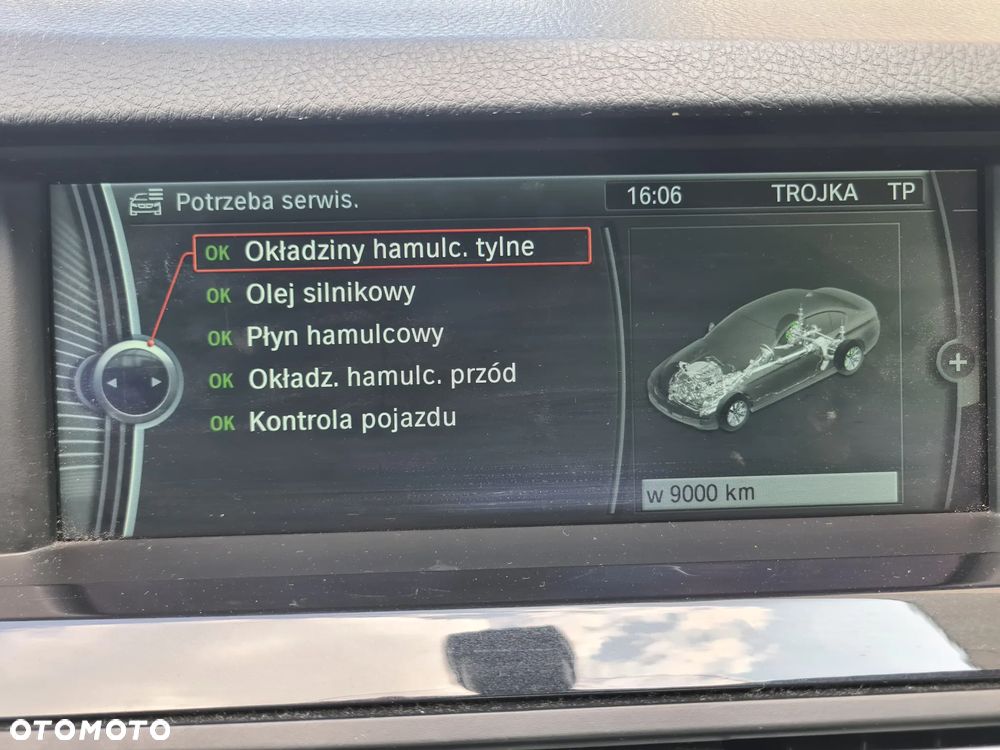 Potrzeba serwis.
16:06 TROJKA TP
OK Okładziny hamulc. tylne
OK Olej silnikowy
OK Płyn hamulcowy
OK Okładz. hamulc. przód
OK Kontrola pojazdu
w 9000 km
OTOMOTO